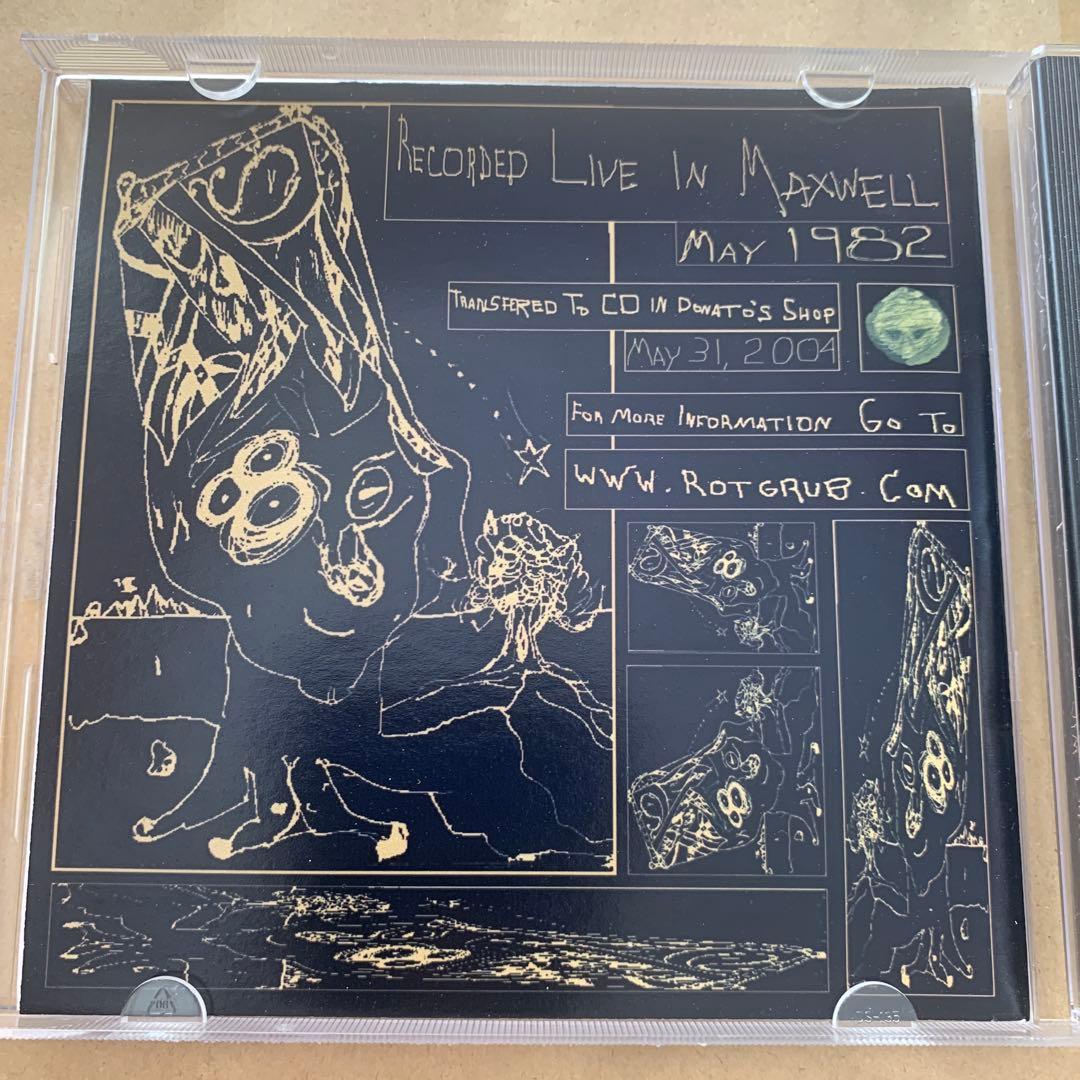 Recorded Live in Maxwell
May 1982
Transfered To CD in Donato's Shop
May 31, 2004
For More Information Go To
www.Rotgrub.Com